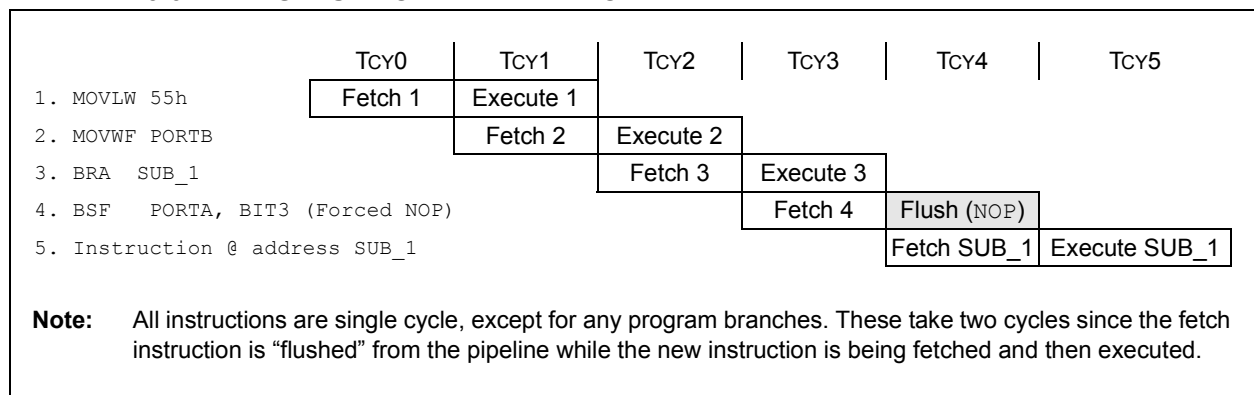 TCY0 TCY1 TCY2 TCY3 TCY4 TCY5
1. MOVLW 55h Fetch 1 Execute 1
2. MOVWF PORTB Fetch 2 Execute 2
3. BRA SUB_1 Fetch 3 Execute 3
4. BSF PORTA, BIT3 (Forced NOP) Fetch 4 Flush (NOP)
5. Instruction @ address SUB_1 Fetch SUB_1 Execute SUB_1
Note: All instructions are single cycle, except for any program branches. These take two cycles since the fetch
instruction is “flushed” from the pipeline while the new instruction is being fetched and then executed.